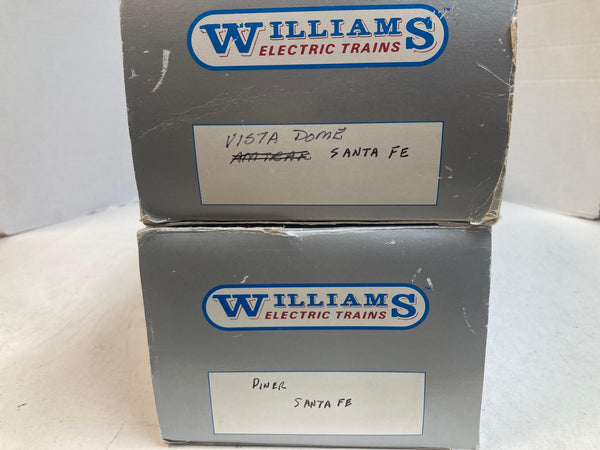 WILLIAMS
ELECTRIC TRAINS
VISTA DOME
AMTRAK SANTA FE
WILLIAMS
ELECTRIC TRAINS
DINER
SANTA FE